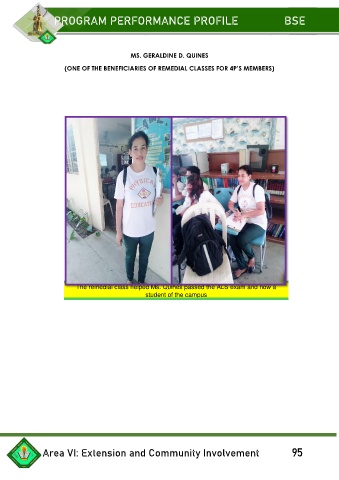 PROGRAM PERFORMANCE PROFILE BSE
MS. GERALDINE D. QUINES
(ONE OF THE BENEFICIARIES OF REMEDIAL CLASSES FOR 4P'S MEMBERS)
PHYSICAL
EDUCATION
The remedial class helped Ms. Quines passed the ALS exam and now a
student of the campus
Area VI: Extension and Community Involvement 95